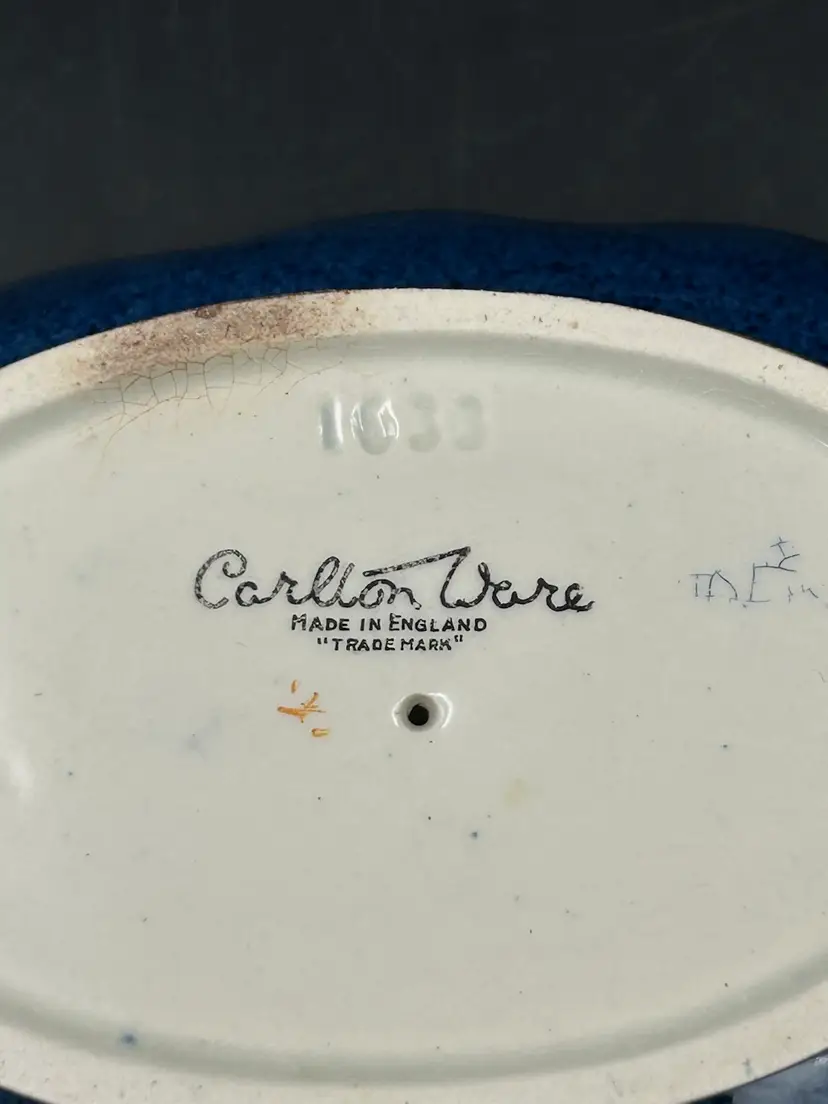 1033
Carlton Ware
MADE IN ENGLAND
"TRADE MARK"